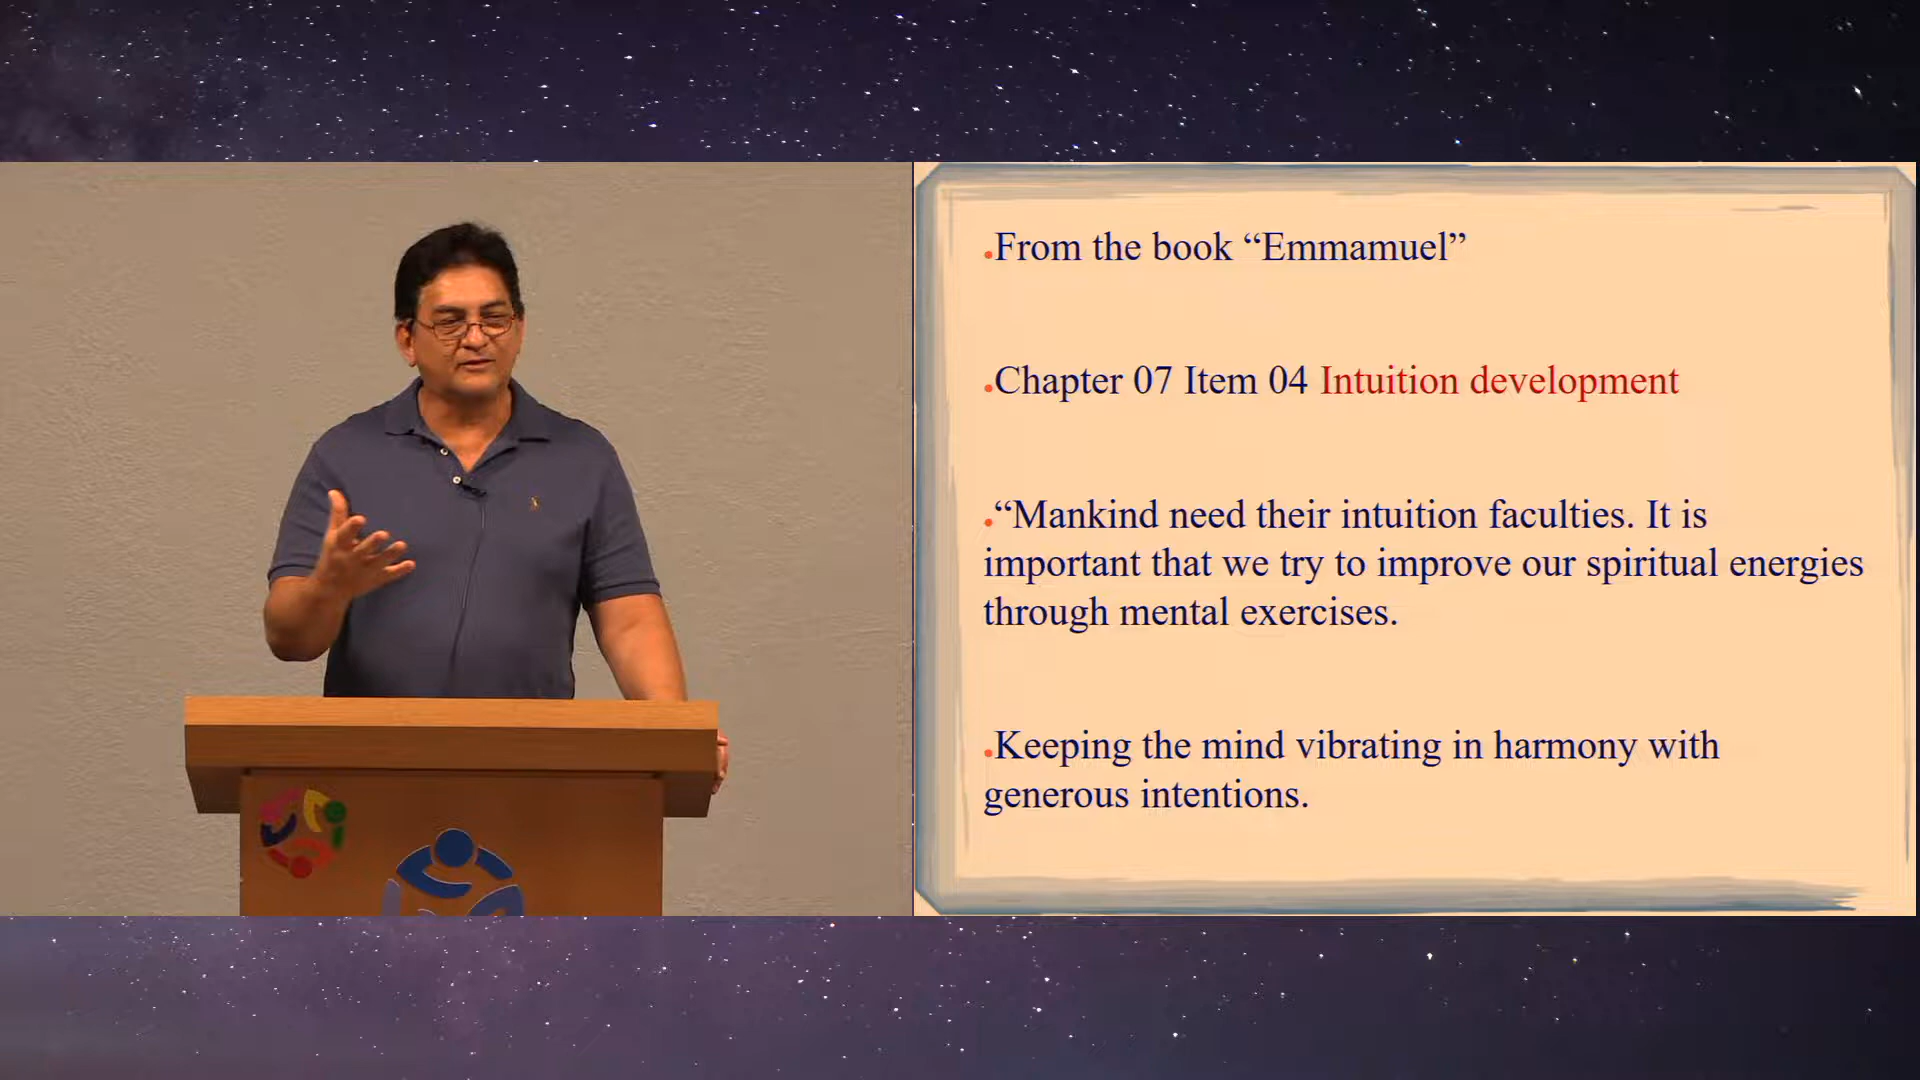 From the book “Emmamuel”
Chapter 07 Item 04 Intuition development
“Mankind need their intuition faculties. It is
important that we try to improve our spiritual energies
through mental exercises.
Keeping the mind vibrating in harmony with
generous intentions.